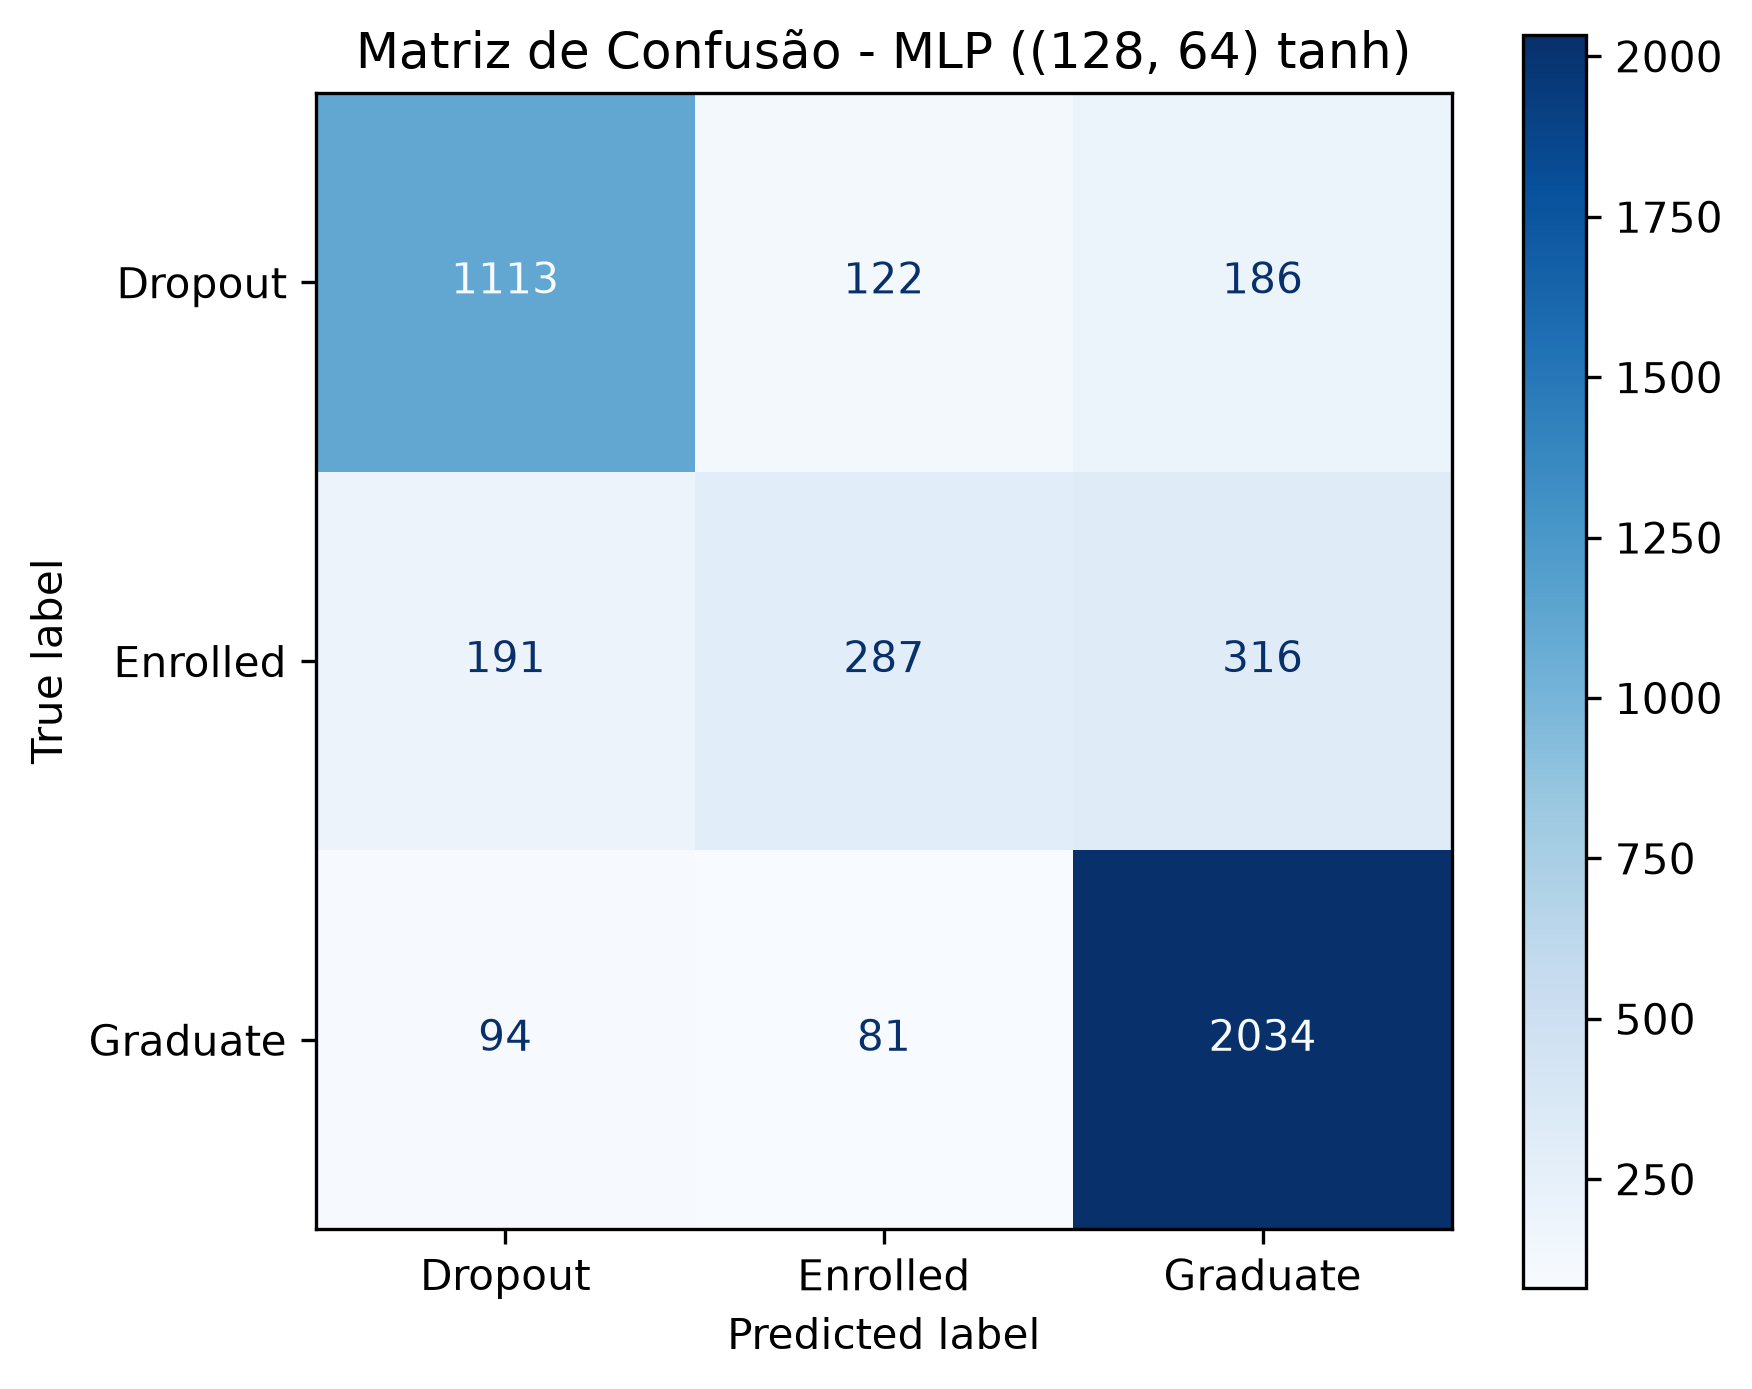 Matriz de Confusão - MLP ((128, 64) tanh)
True label
Dropout 1113 122 186
Enrolled 191 287 316
Graduate 94 81 2034
Dropout Enrolled Graduate
Predicted label
2000
1750
1500
1250
1000
750
500
250